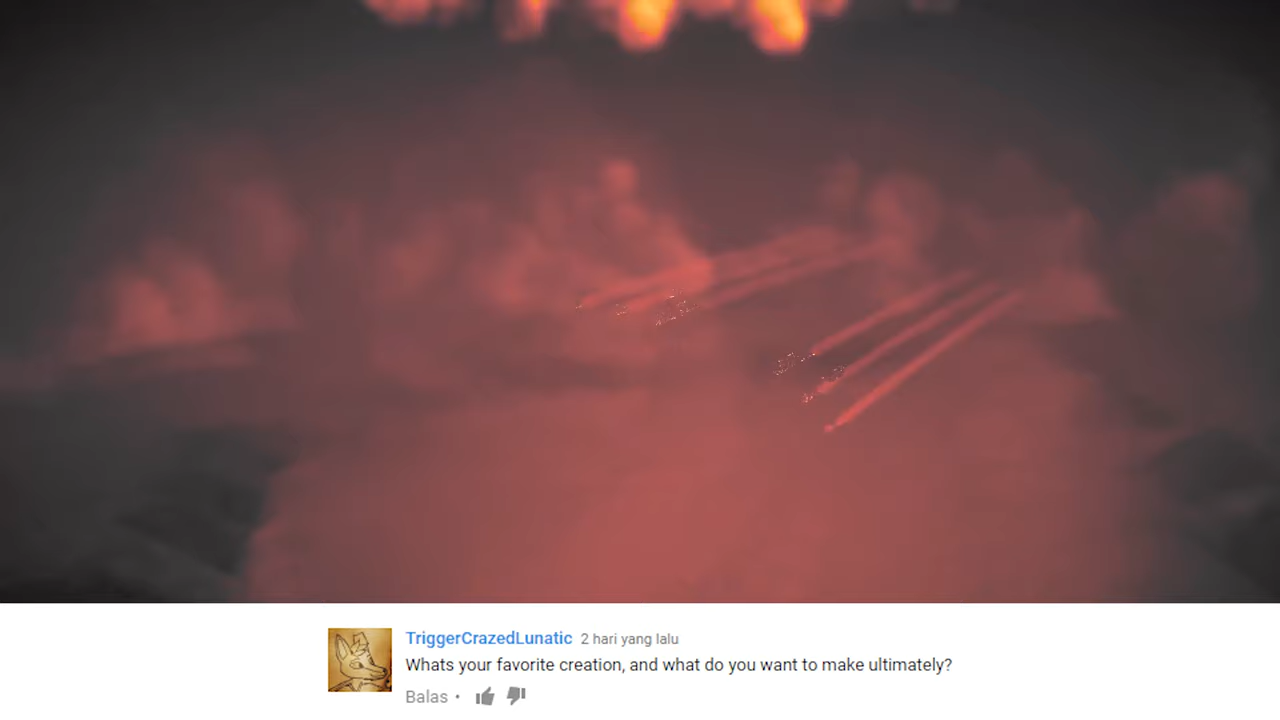 TriggerCrazedLunatic 2 hari yang lalu
Whats your favorite creation, and what do you want to make ultimately?
Balas •